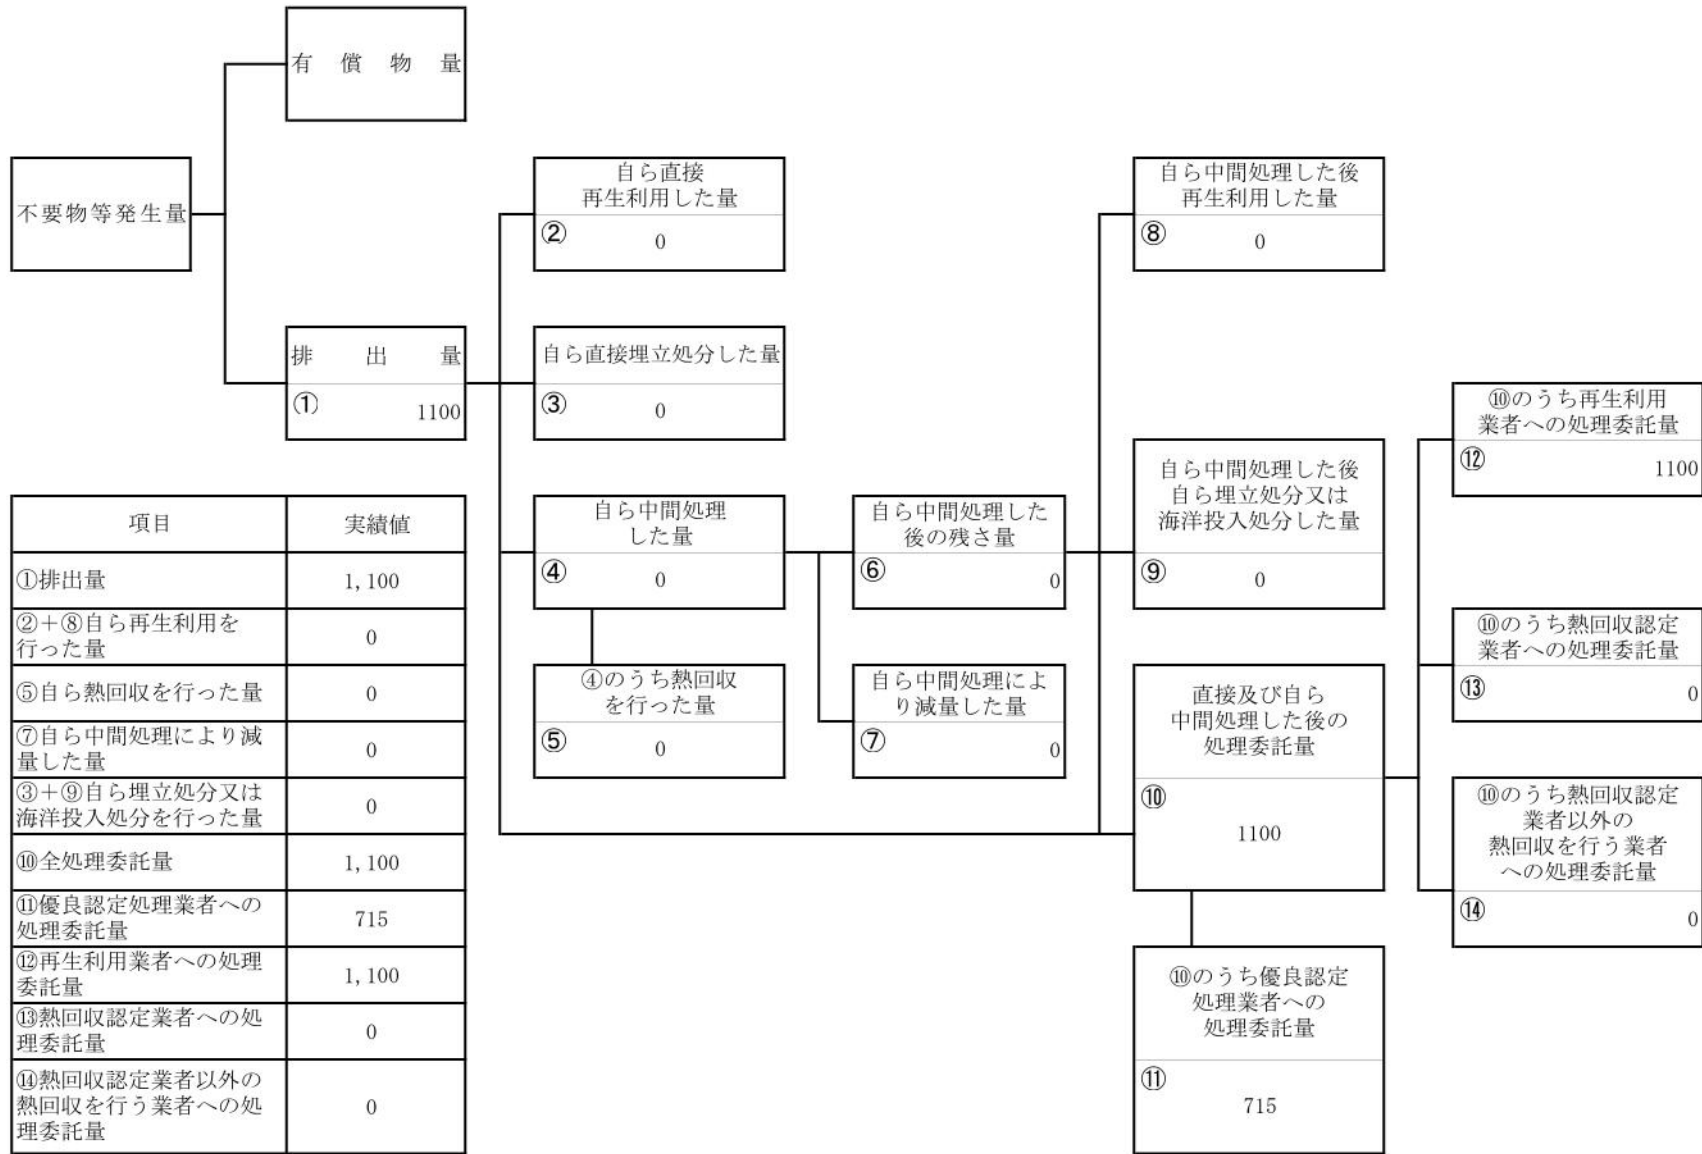 有償物量
不要物等発生量
自ら直接
再生利用した量
② 0
自ら中間処理した後
再生利用した量
⑧ 0
排出量
① 1100
自ら直接埋立処分した量
③ 0
⑩のうち再生利用
業者への処理委託量
⑫ 1100
自ら中間処理
した量
④ 0
自ら中間処理した
後の残さ量
⑥ 0
自ら中間処理した後
自ら埋立処分又は
海洋投入処分した量
⑨ 0
④のうち熱回収
を行った量
⑤ 0
自ら中間処理によ
り減量した量
⑦ 0
直接及び自ら
中間処理した後の
処理委託量
⑩
1100
⑩のうち熱回収認定
業者への処理委託量
⑬ 0
⑩のうち熱回収認定
業者以外の
熱回収を行う業者
への処理委託量
⑭ 0
⑩のうち優良認定
処理業者への
処理委託量
⑪
715
項目 実績値
①排出量 1,100
②+⑧自ら再生利用を
行った量 0
⑤自ら熱回収を行った量 0
⑦自ら中間処理により減
量した量 0
③+⑨自ら埋立処分又は
海洋投入処分を行った量 0
⑩全処理委託量 1,100
⑪優良認定処理業者への
処理委託量 715
⑫再生利用業者への処理
委託量 1,100
⑬熱回収認定業者への処
理委託量 0
⑭熱回収認定業者以外の
熱回収を行う業者への処
理委託量 0